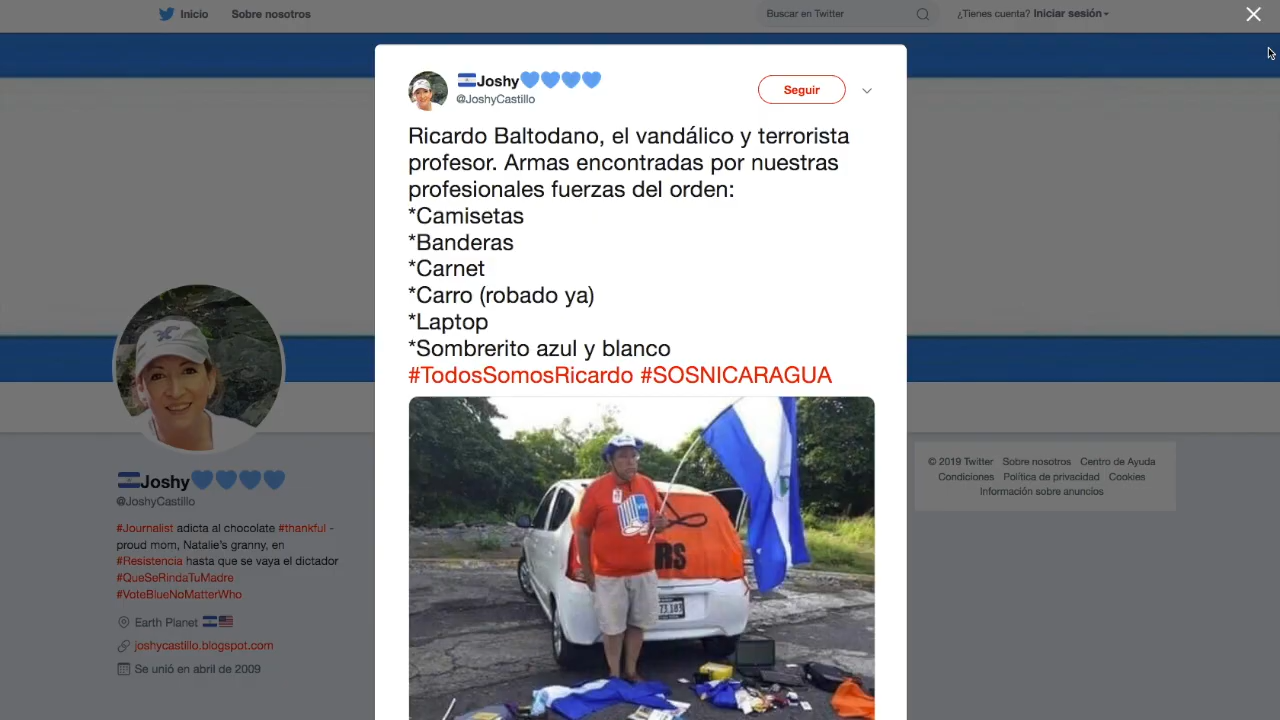 Inicio
Sobre nosotros
Buscar en Twitter
¿Tienes cuenta? Iniciar sesión
Joshy
@JoshyCastillo
Seguir
Ricardo Baltodano, el vandálico y terrorista
profesor. Armas encontradas por nuestras
profesionales fuerzas del orden:
*Camisetas
*Banderas
*Carnet
*Carro (robado ya)
*Laptop
*Sombrerito azul y blanco
#TodosSomosRicardo #SOSNICARAGUA
RS
Joshy
@JoshyCastillo
#Journalist adicta al chocolate #thankful -
proud mom, Natalie's granny, en
#Resistencia hasta que se vaya el dictador
#QueSeRindaTuMadre
#VoteBlueNoMatterWho
Earth Planet
joshycastillo.blogspot.com
Se unió en abril de 2009
© 2019 Twitter Sobre nosotros Centro de Ayuda
Condiciones Política de privacidad Cookies
Información sobre anuncios